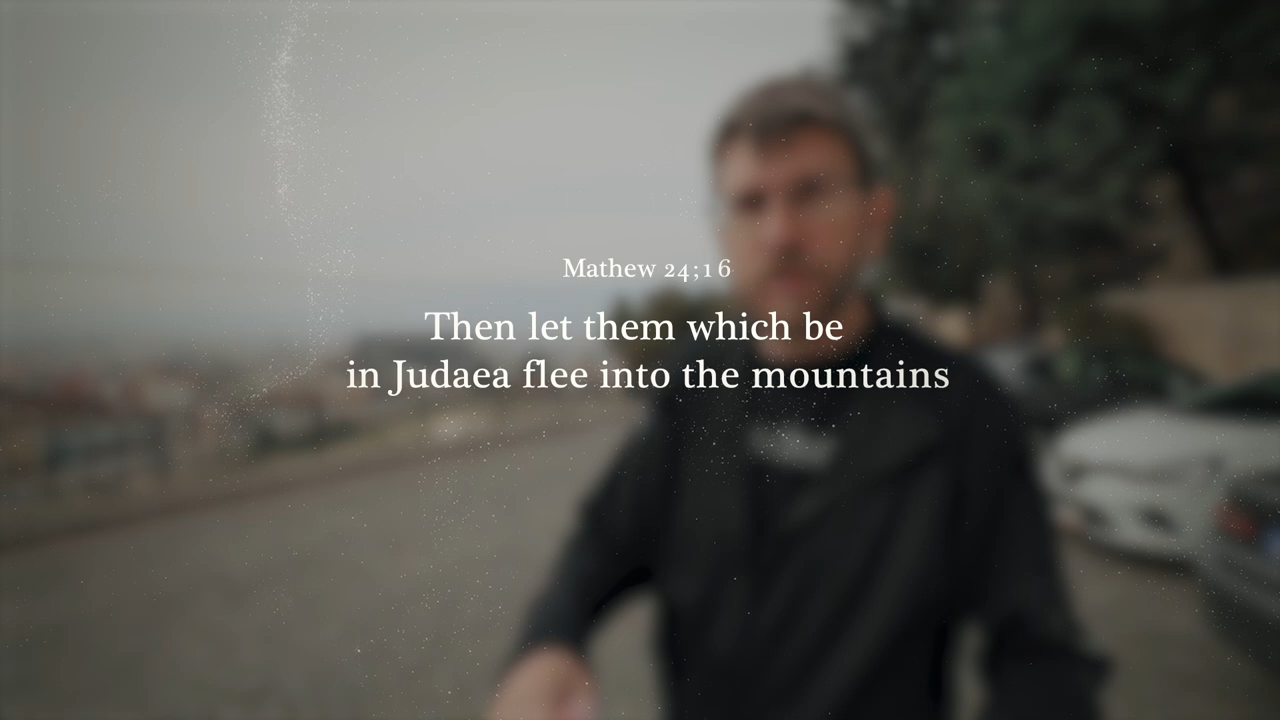 Mathew 24;16
Then let them which be
in Judaea flee into the mountains